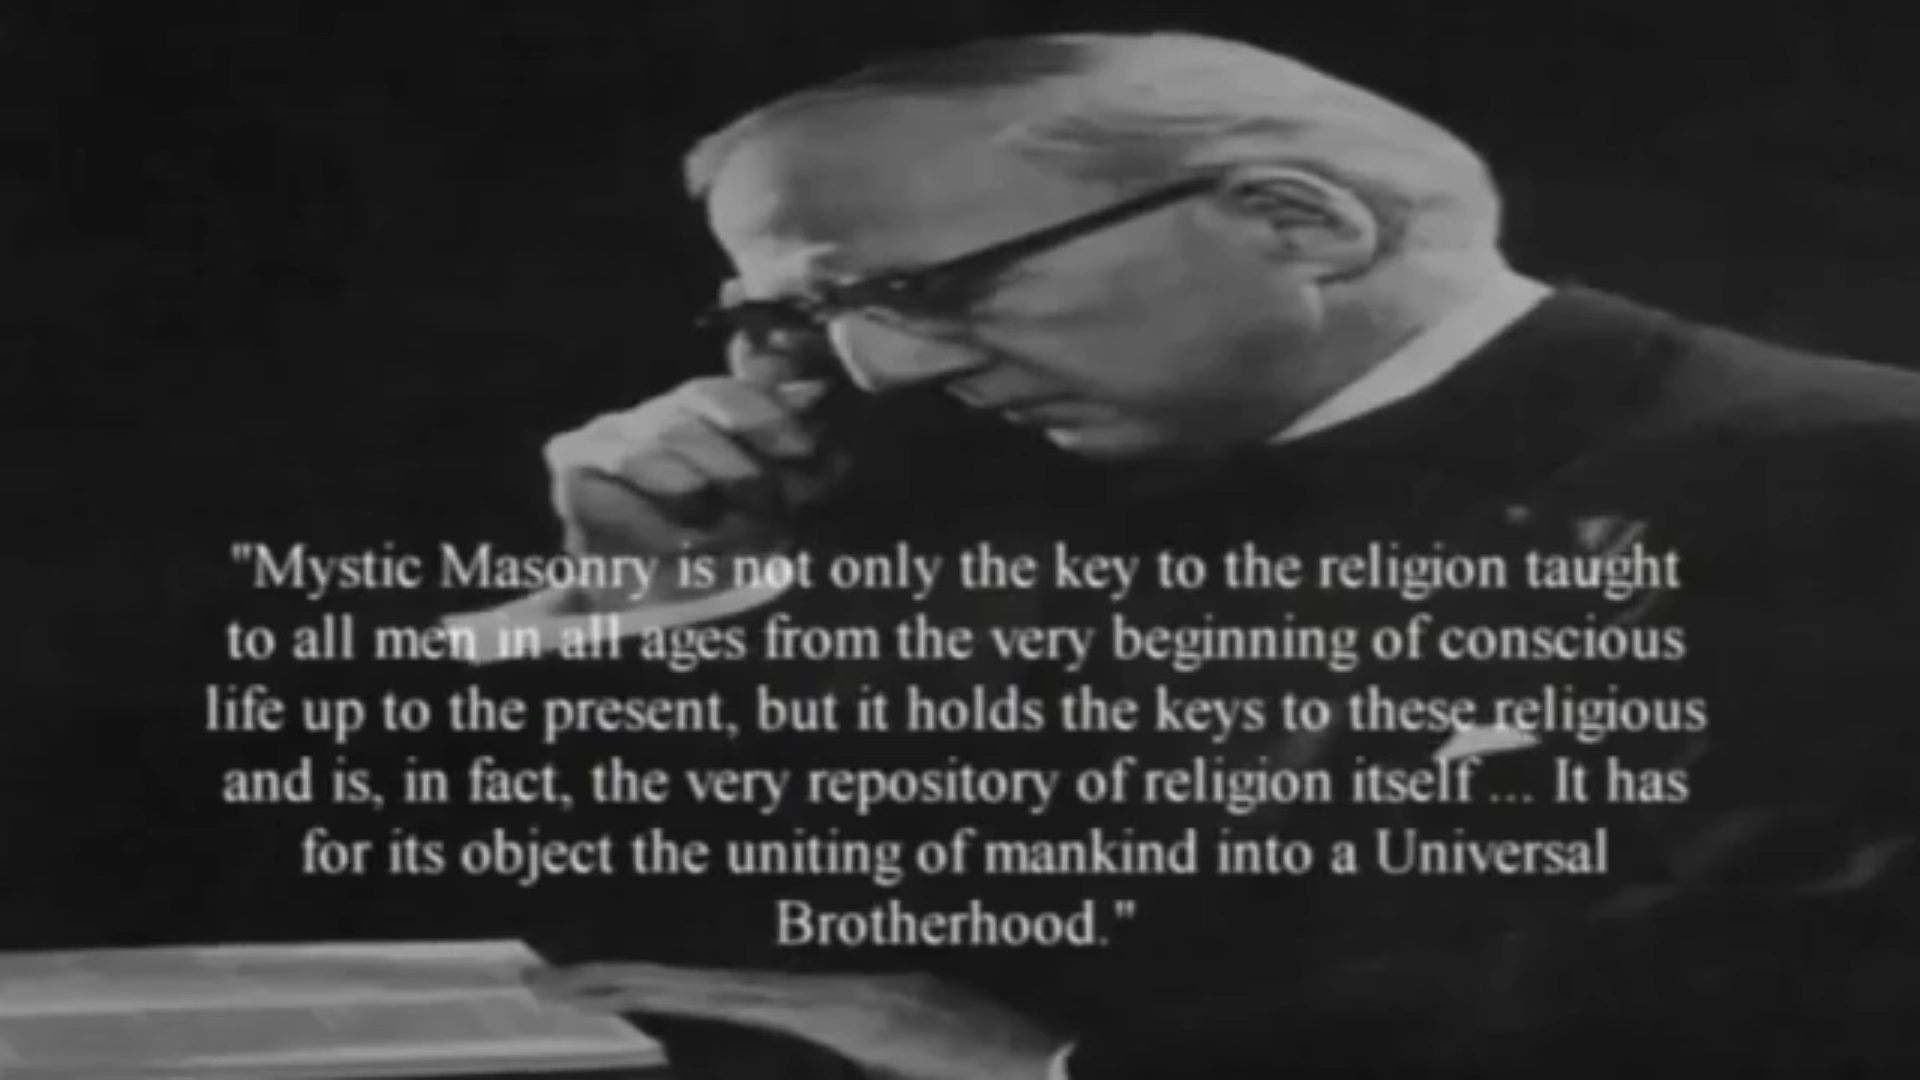 "Mystic Masonry is not only the key to the religion taught
to all men in all ages from the very beginning of conscious
life up to the present, but it holds the keys to these religious
and is, in fact, the very repository of religion itself ... It has
for its object the uniting of mankind into a Universal
Brotherhood."